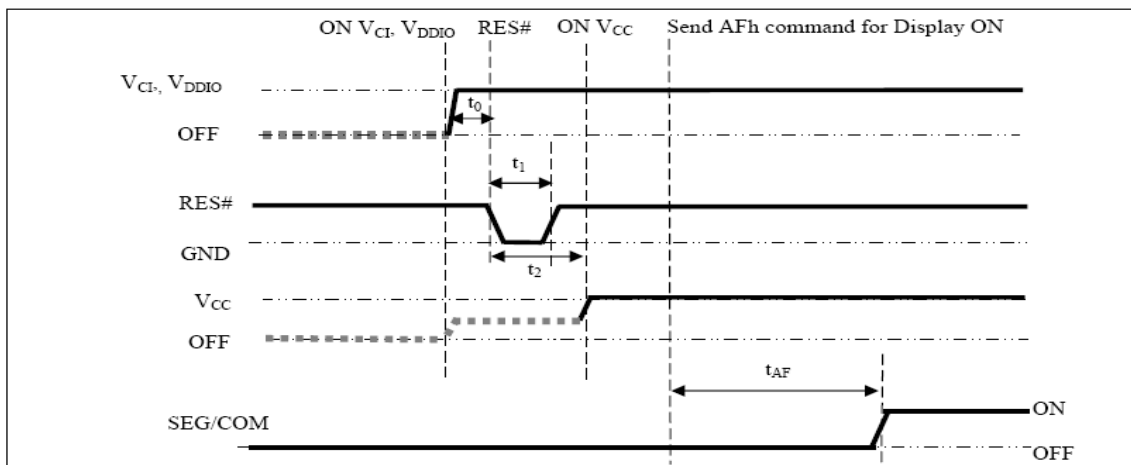 ON VCI, VDDIO RES# ON VCC Send AFh command for Display ON
VCI,, VDDIO
t0
OFF
t1
RES#
GND
t2
VCC
OFF
tAF
SEG/COM
ON
OFF